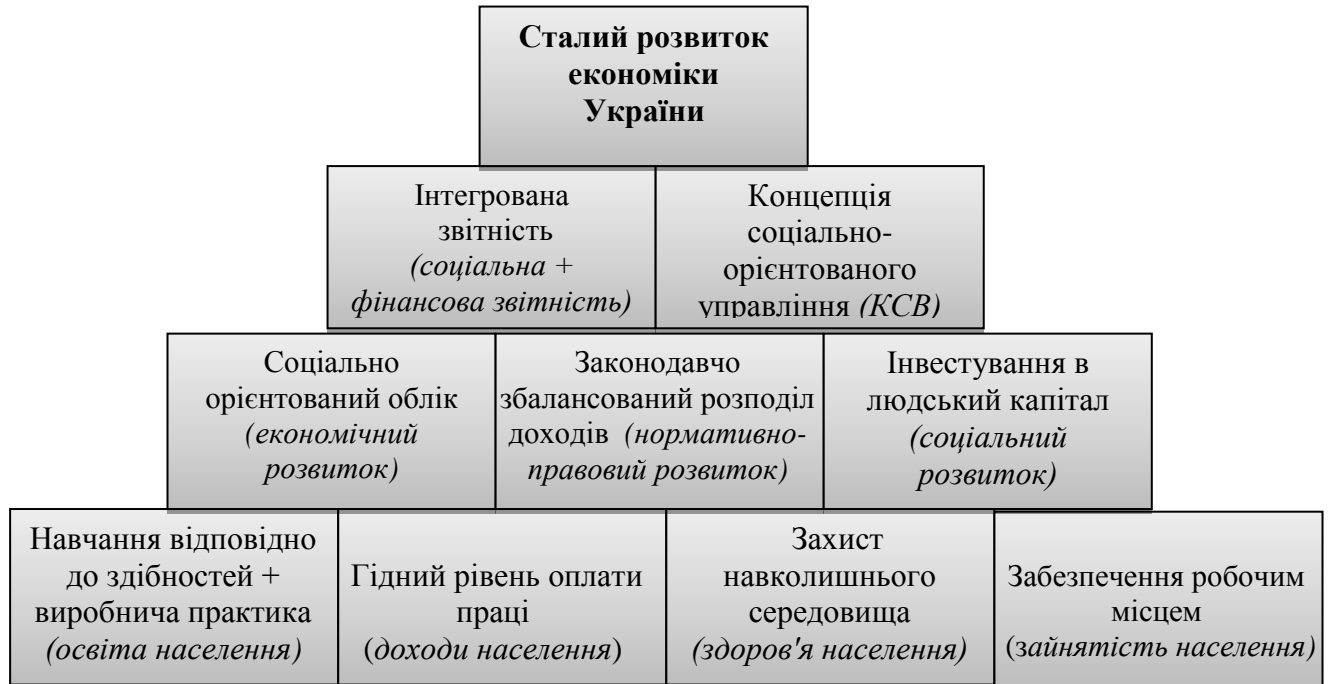 Сталий розвиток
економіки
України
Інтегрована
звітність
(соціальна +
фінансова звітність)
Концепція
соціально-
орієнтованого
управління (КСВ)
Соціально
орієнтований облік
(економічний
розвиток)
Законодавчо
збалансований розподіл
доходів (нормативно-
правовий розвиток)
Інвестування в
людський капітал
(соціальний
розвиток)
Навчання відповідно
до здібностей +
виробнича практика
(освіта населення)
Гідний рівень оплати
праці
(доходи населення)
Захист
навколишнього
середовища
(здоров'я населення)
Забезпечення робочим
місцем
(зайнятість населення)